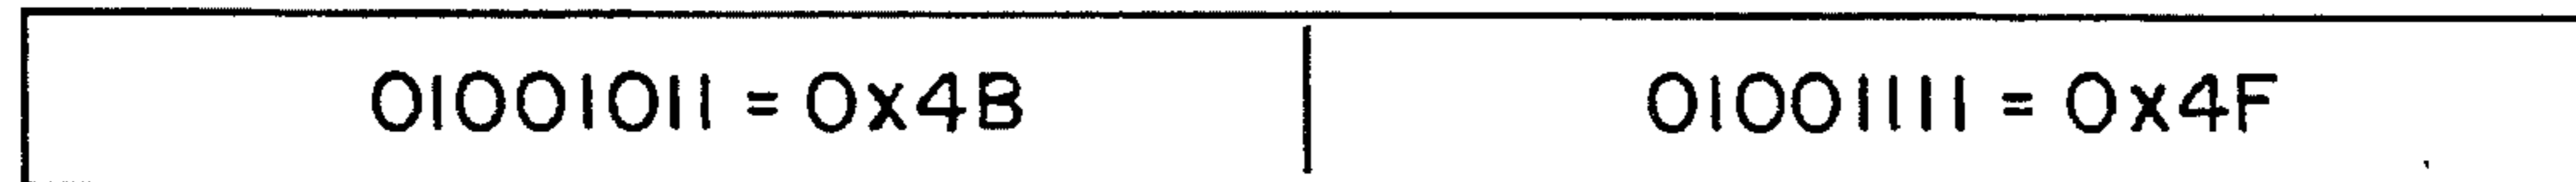 01001011 = 0x4B 01001111 = 0x4F